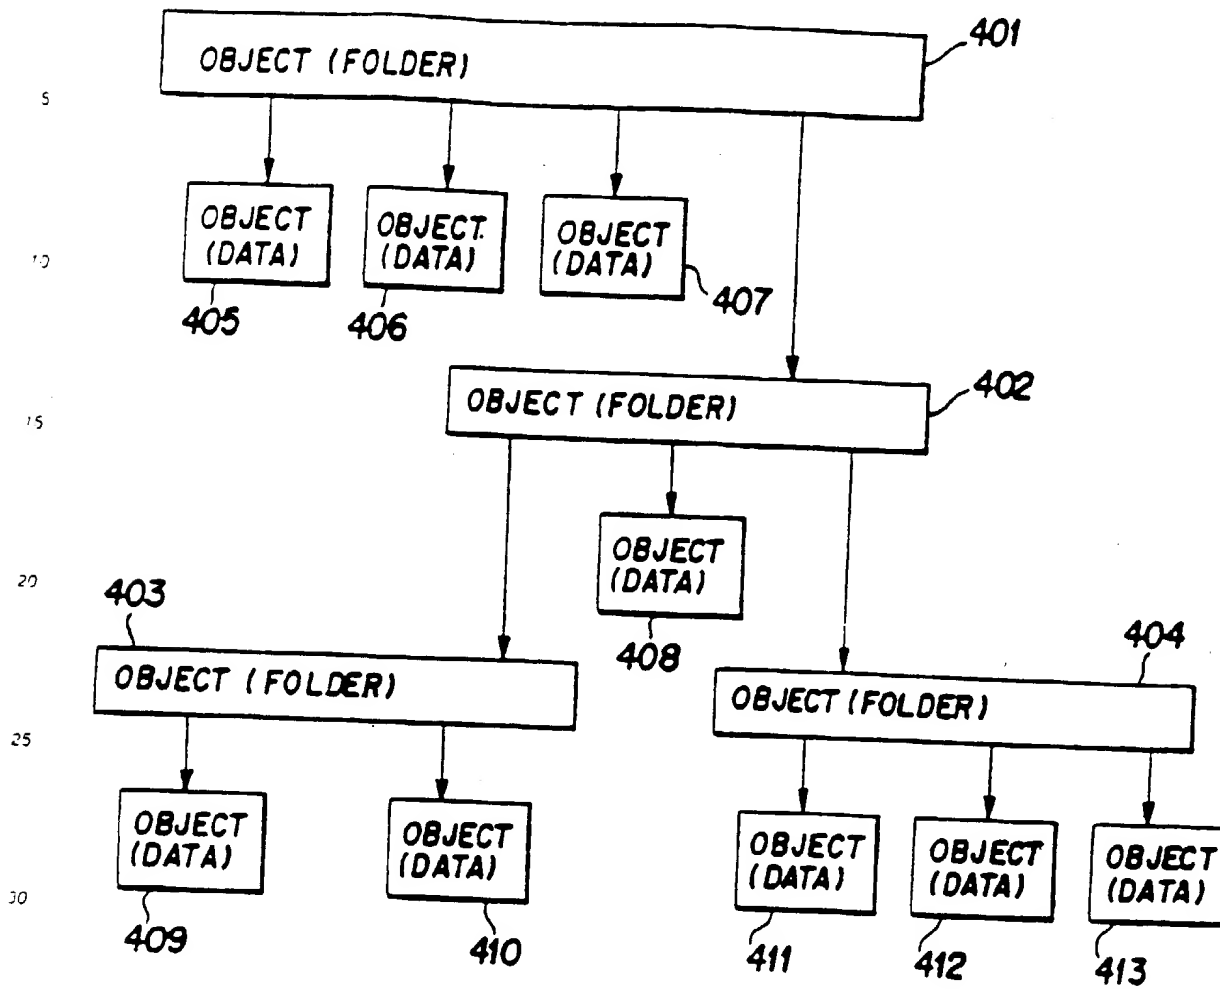 401
OBJECT (FOLDER)
5
OBJECT
(DATA)
OBJECT.
(DATA)
OBJECT
(DATA)
10
405
406
407
OBJECT (FOLDER)
402
15
OBJECT
(DATA)
20
403
408
404
OBJECT (FOLDER)
OBJECT (FOLDER)
25
OBJECT
(DATA)
OBJECT
(DATA)
OBJECT
(DATA)
OBJECT
(DATA)
OBJECT
(DATA)
30
409
410
411
412
413